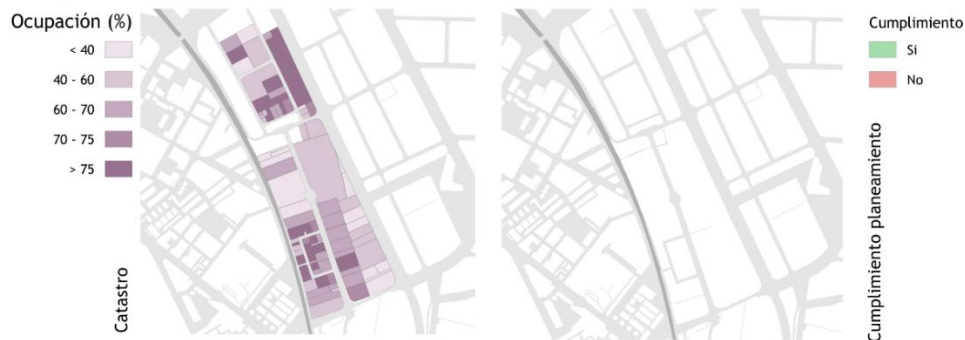 Ocupación (%)
< 40
40 - 60
60 - 70
70 - 75
> 75
Catastro
Cumplimiento
Si
No
Cumplimiento planeamiento